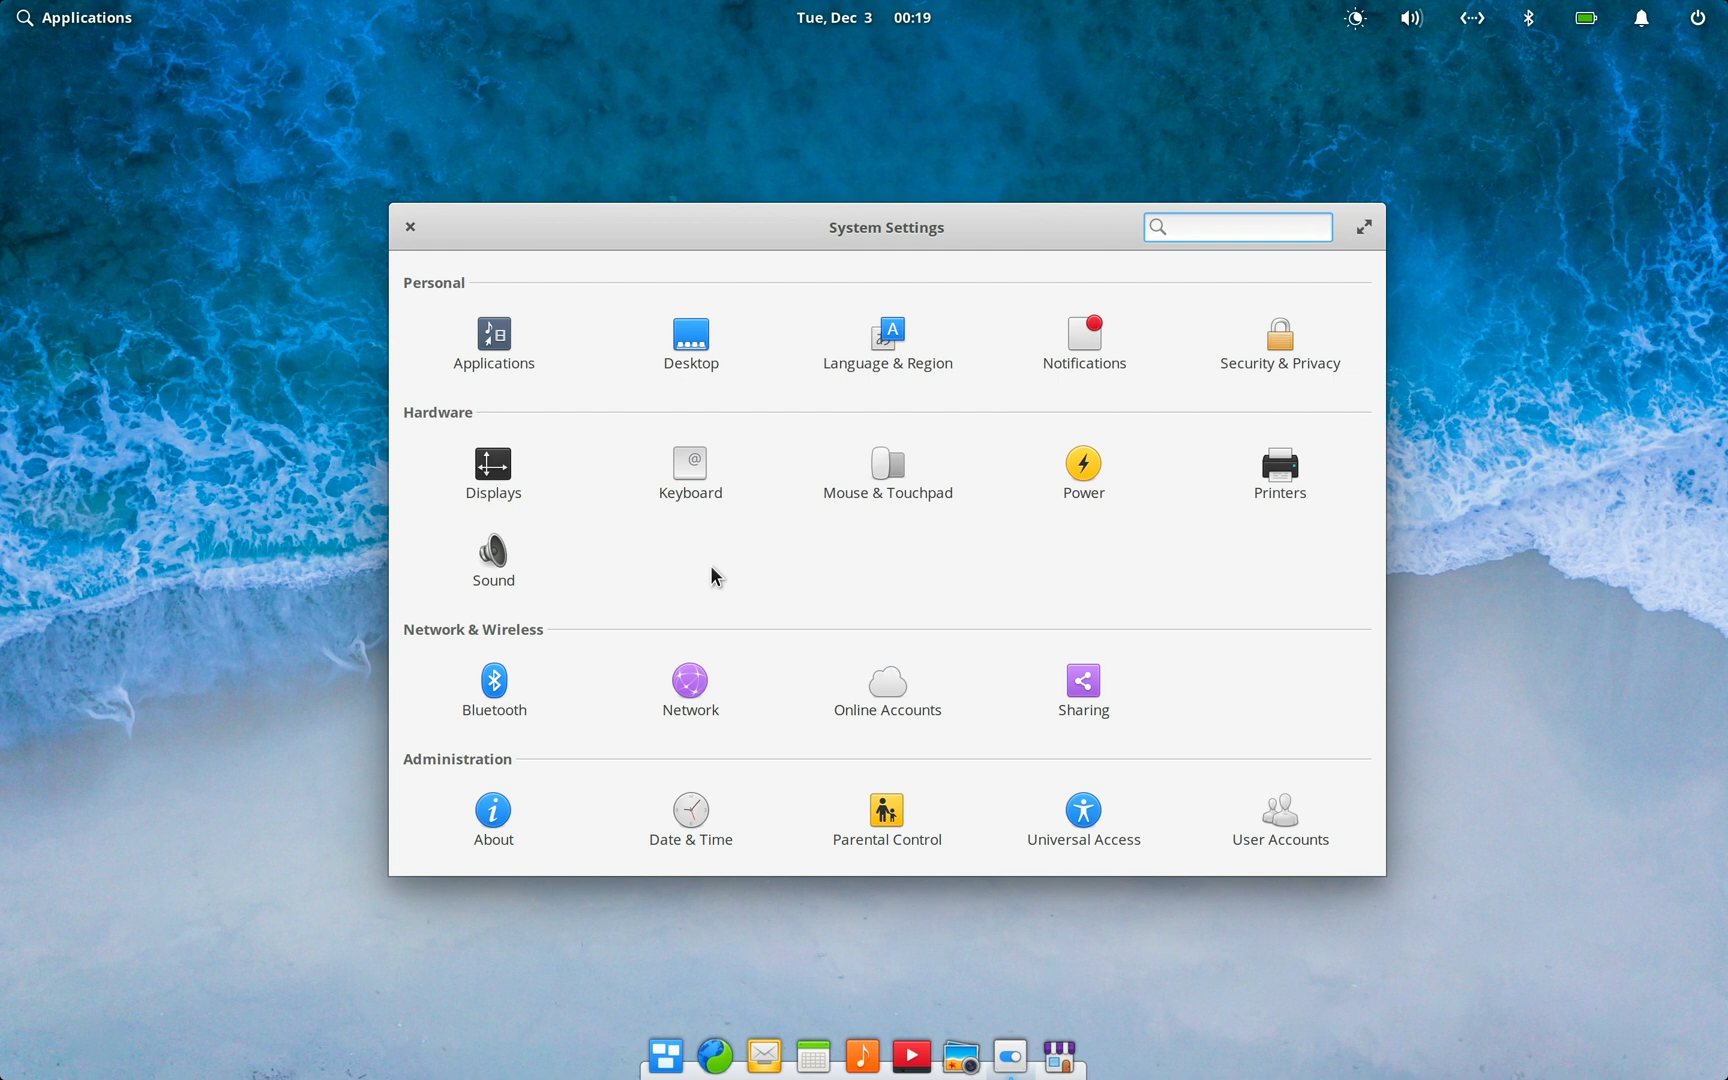 Applications
Tue, Dec 3 00:19
System Settings
Personal
Applications
Desktop
Language & Region
Notifications
Security & Privacy
Hardware
Displays
Keyboard
Mouse & Touchpad
Power
Printers
Sound
Network & Wireless
Bluetooth
Network
Online Accounts
Sharing
Administration
About
Date & Time
Parental Control
Universal Access
User Accounts